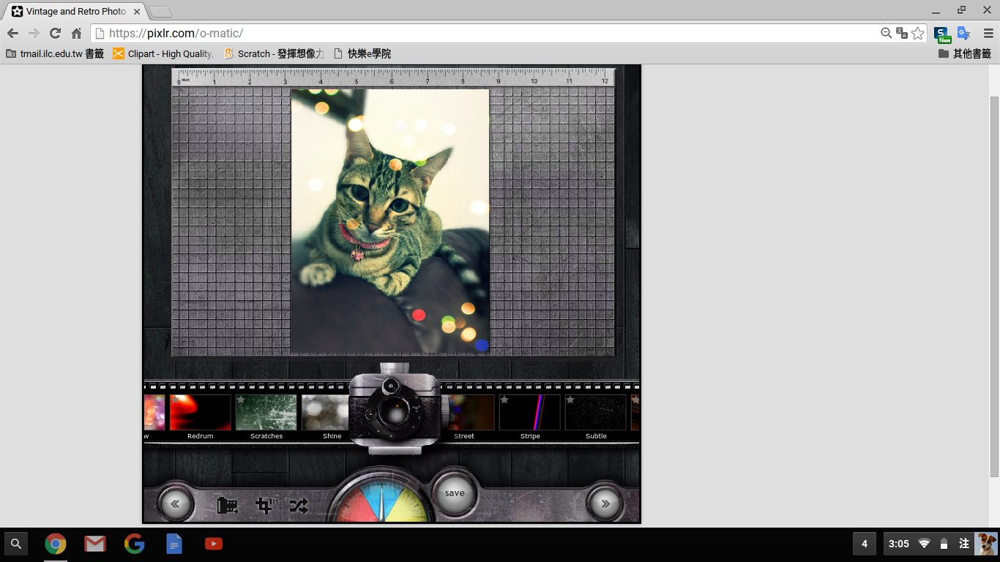 Vintage and Retro Photo
https://pixlr.com/o-matic/
New
tmail.ilc.edu.tw 書籤
Clipart - High Quality,
Scratch - 發揮想像力
快樂e學院
其他書籤
0 1 2 3 4 5 6 7 8 9 10 11 12
w Redrum Scratches Shine Street Stripe Subtle
save
4 3:05 注